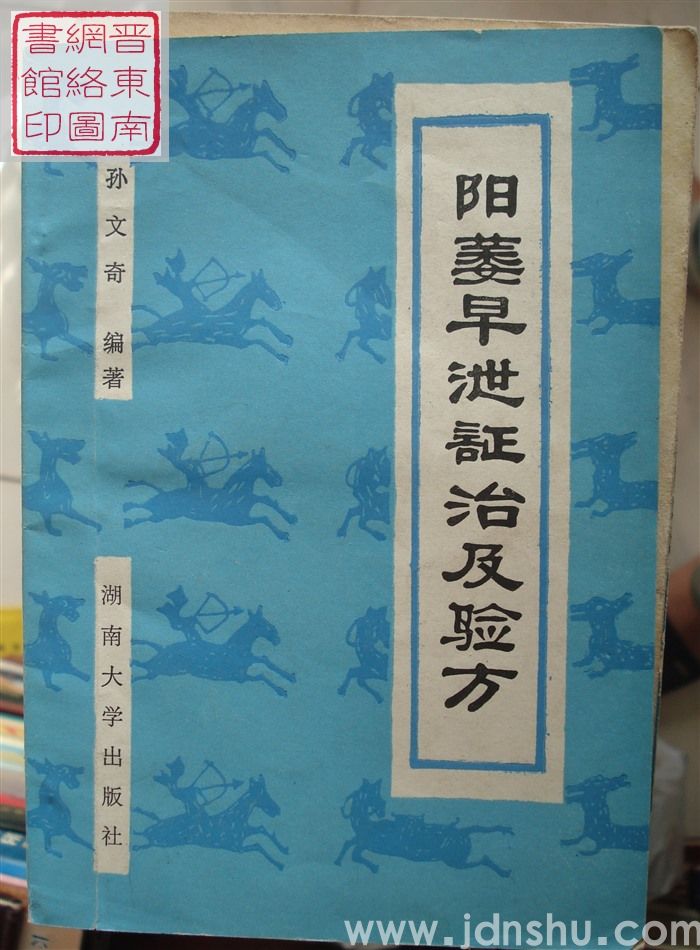 晋東南
網絡圖
書館印
阳萎早泄証治及验方
孙文奇 编著
湖南大学出版社
www.jdnshu.com